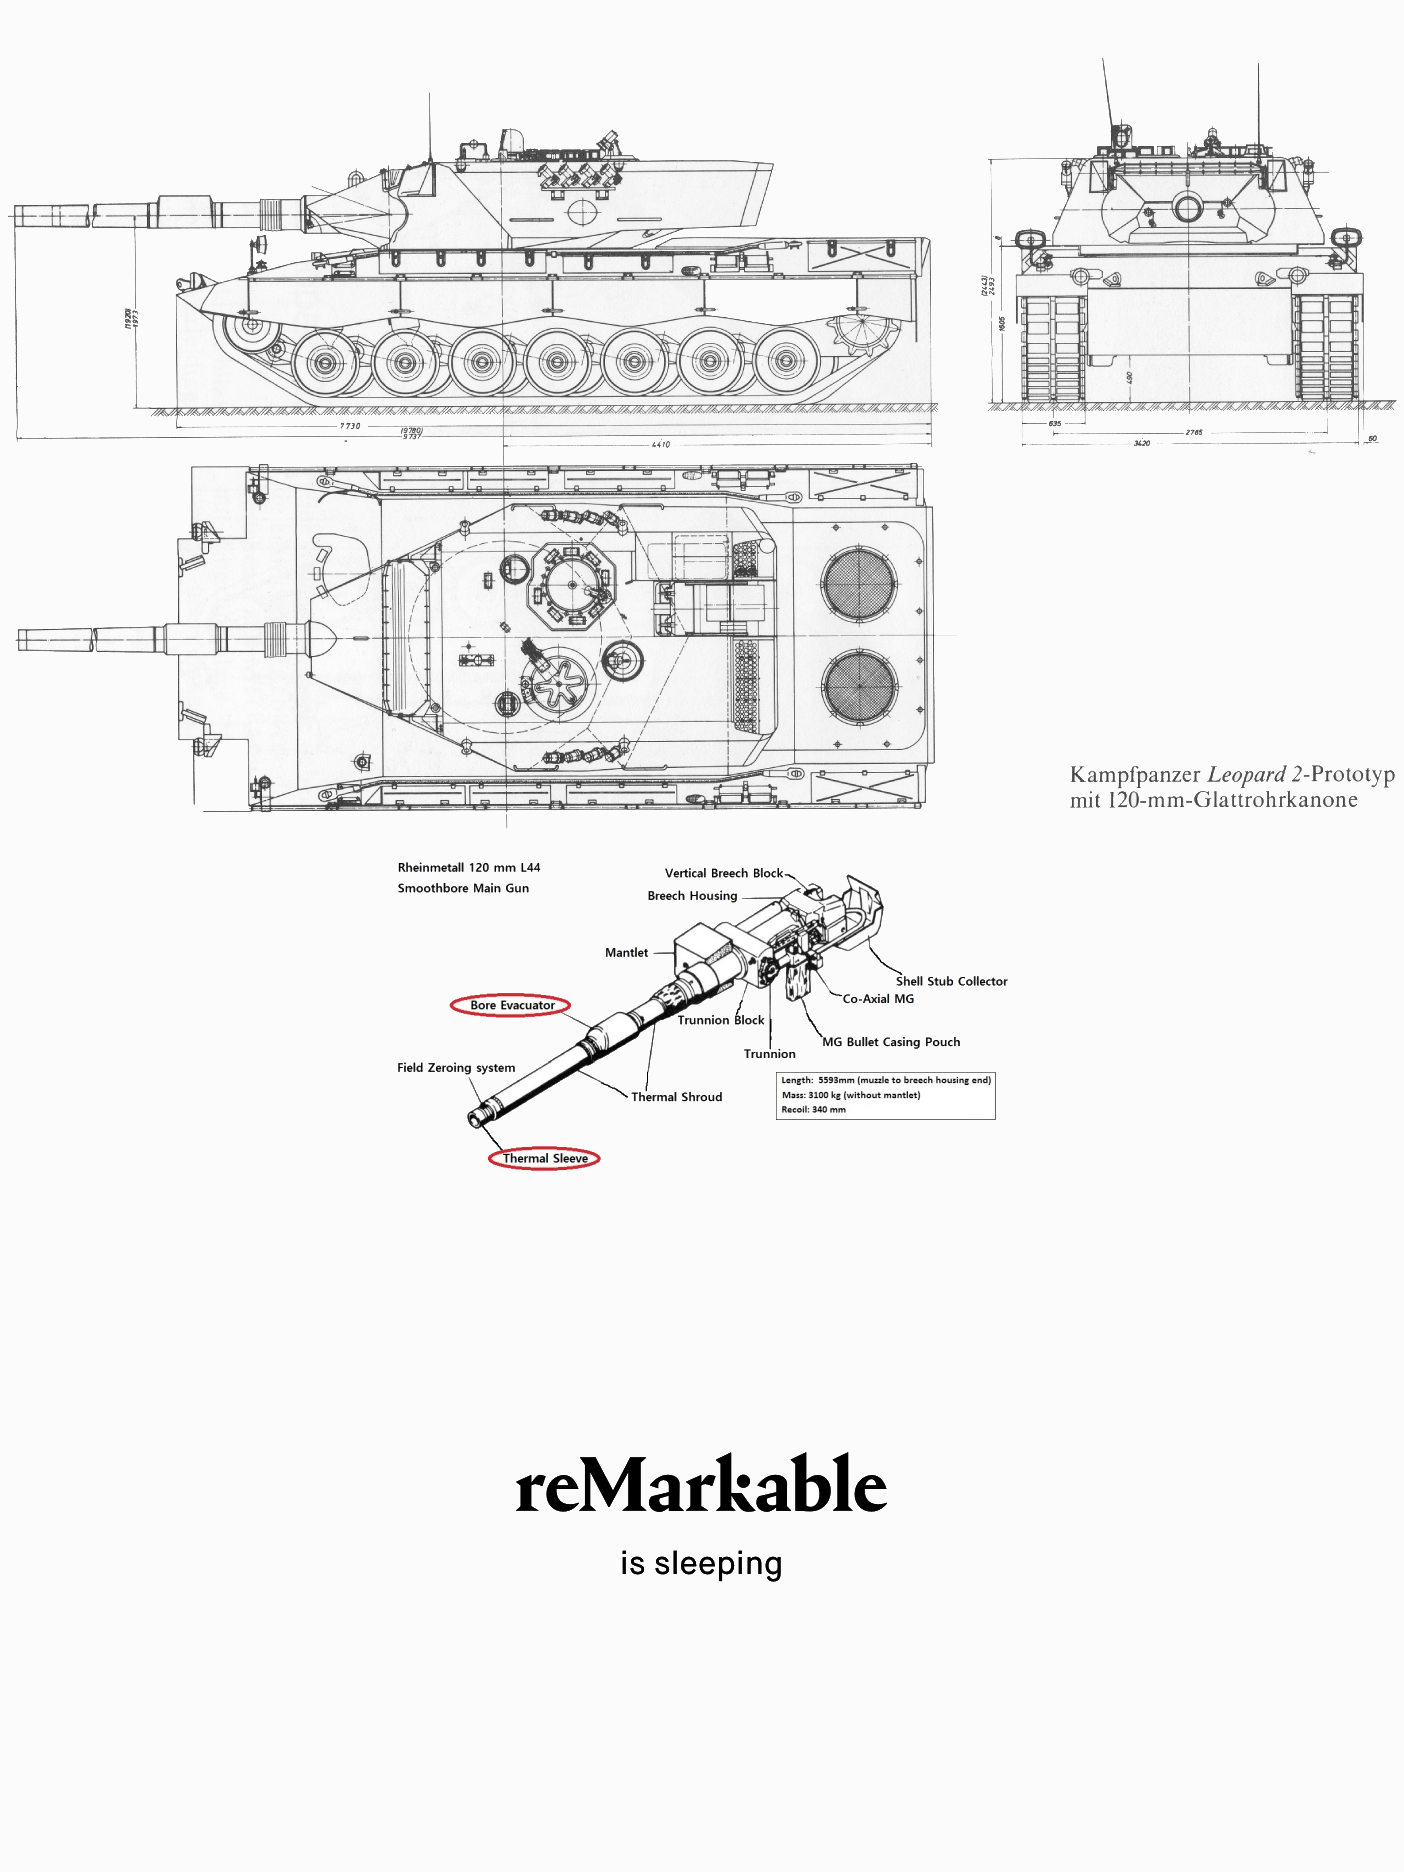 (1920)
1973
7730
(9780)
9737
4410
(2443)
2493
1605
490
635
2785
3420
60
Kampfpanzer Leopard 2-Prototyp
mit 120-mm-Glattrohrkanone
Rheinmetall 120 mm L44
Smoothbore Main Gun
Vertical Breech Block
Breech Housing
Mantlet
Shell Stub Collector
Co-Axial MG
Bore Evacuator
Trunnion Block
MG Bullet Casing Pouch
Trunnion
Field Zeroing system
Thermal Shroud
Length: 5593mm (muzzle to breech housing end)
Mass: 3100 kg (without mantlet)
Recoil: 340 mm
Thermal Sleeve
reMarkable
is sleeping